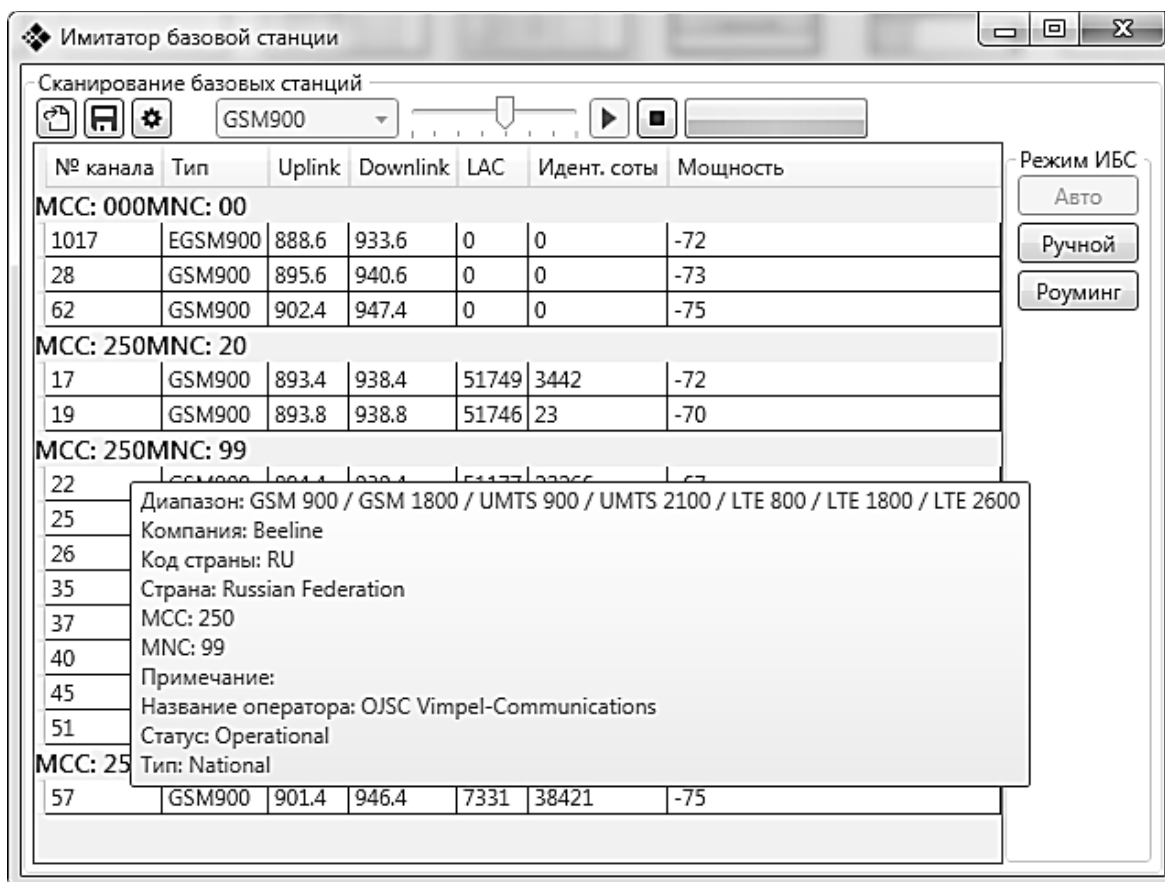 Имитатор базовой станции
Сканирование базовых станций
GSM900
№ канала Тип Uplink Downlink LAC Идент. соты Мощность
Режим ИБС
Авто
Ручной
Роуминг
MCC: 000MNC: 00
1017 EGSM900 888.6 933.6 0 0 -72
28 GSM900 895.6 940.6 0 0 -73
62 GSM900 902.4 947.4 0 0 -75
MCC: 250MNC: 20
17 GSM900 893.4 938.4 51749 3442 -72
19 GSM900 893.8 938.8 51746 23 -70
MCC: 250MNC: 99
22
25
26
35
37
40
45
51
Диапазон: GSM 900 / GSM 1800 / UMTS 900 / UMTS 2100 / LTE 800 / LTE 1800 / LTE 2600
Компания: Beeline
Код страны: RU
Страна: Russian Federation
MCC: 250
MNC: 99
Примечание:
Название оператора: OJSC Vimpel-Communications
Статус: Operational
Тип: National
MCC: 25
57 GSM900 901.4 946.4 7331 38421 -75